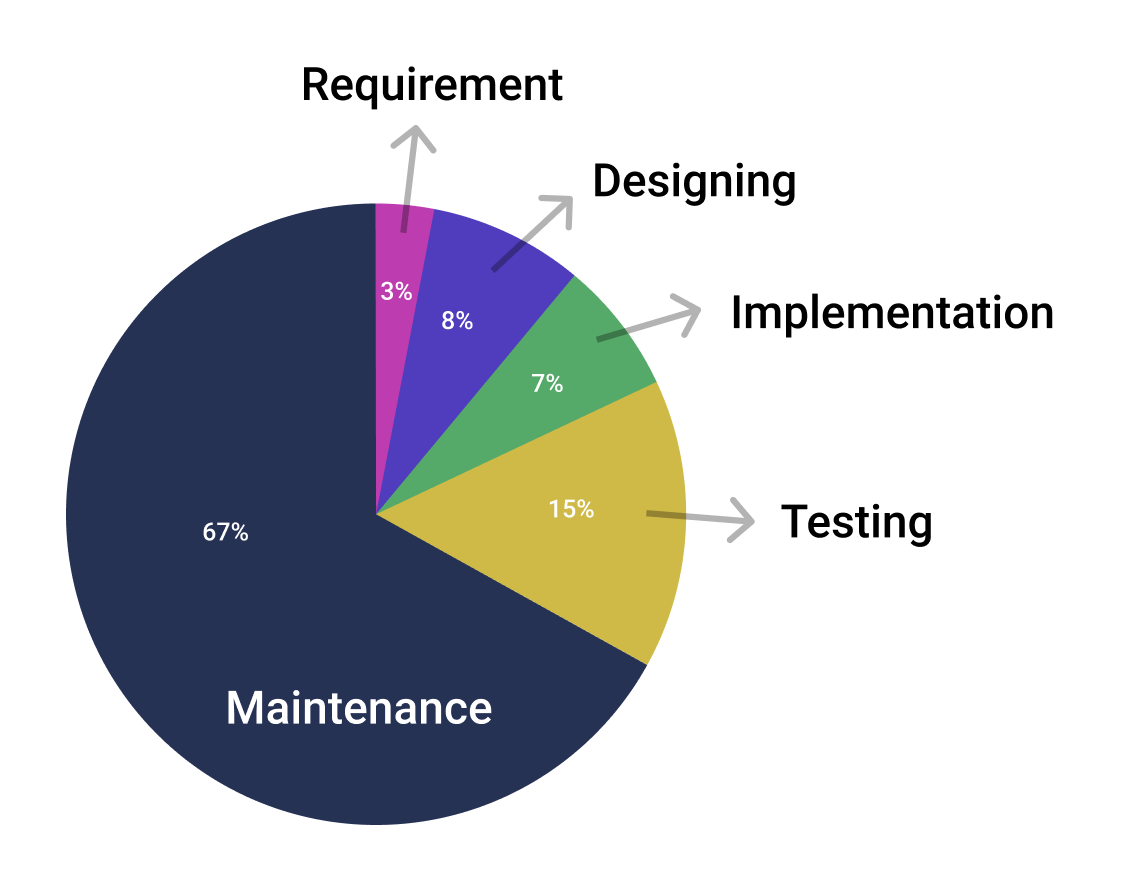 Requirement
Designing
3%
Implementation
8%
7%
15%
Testing
67%
Maintenance